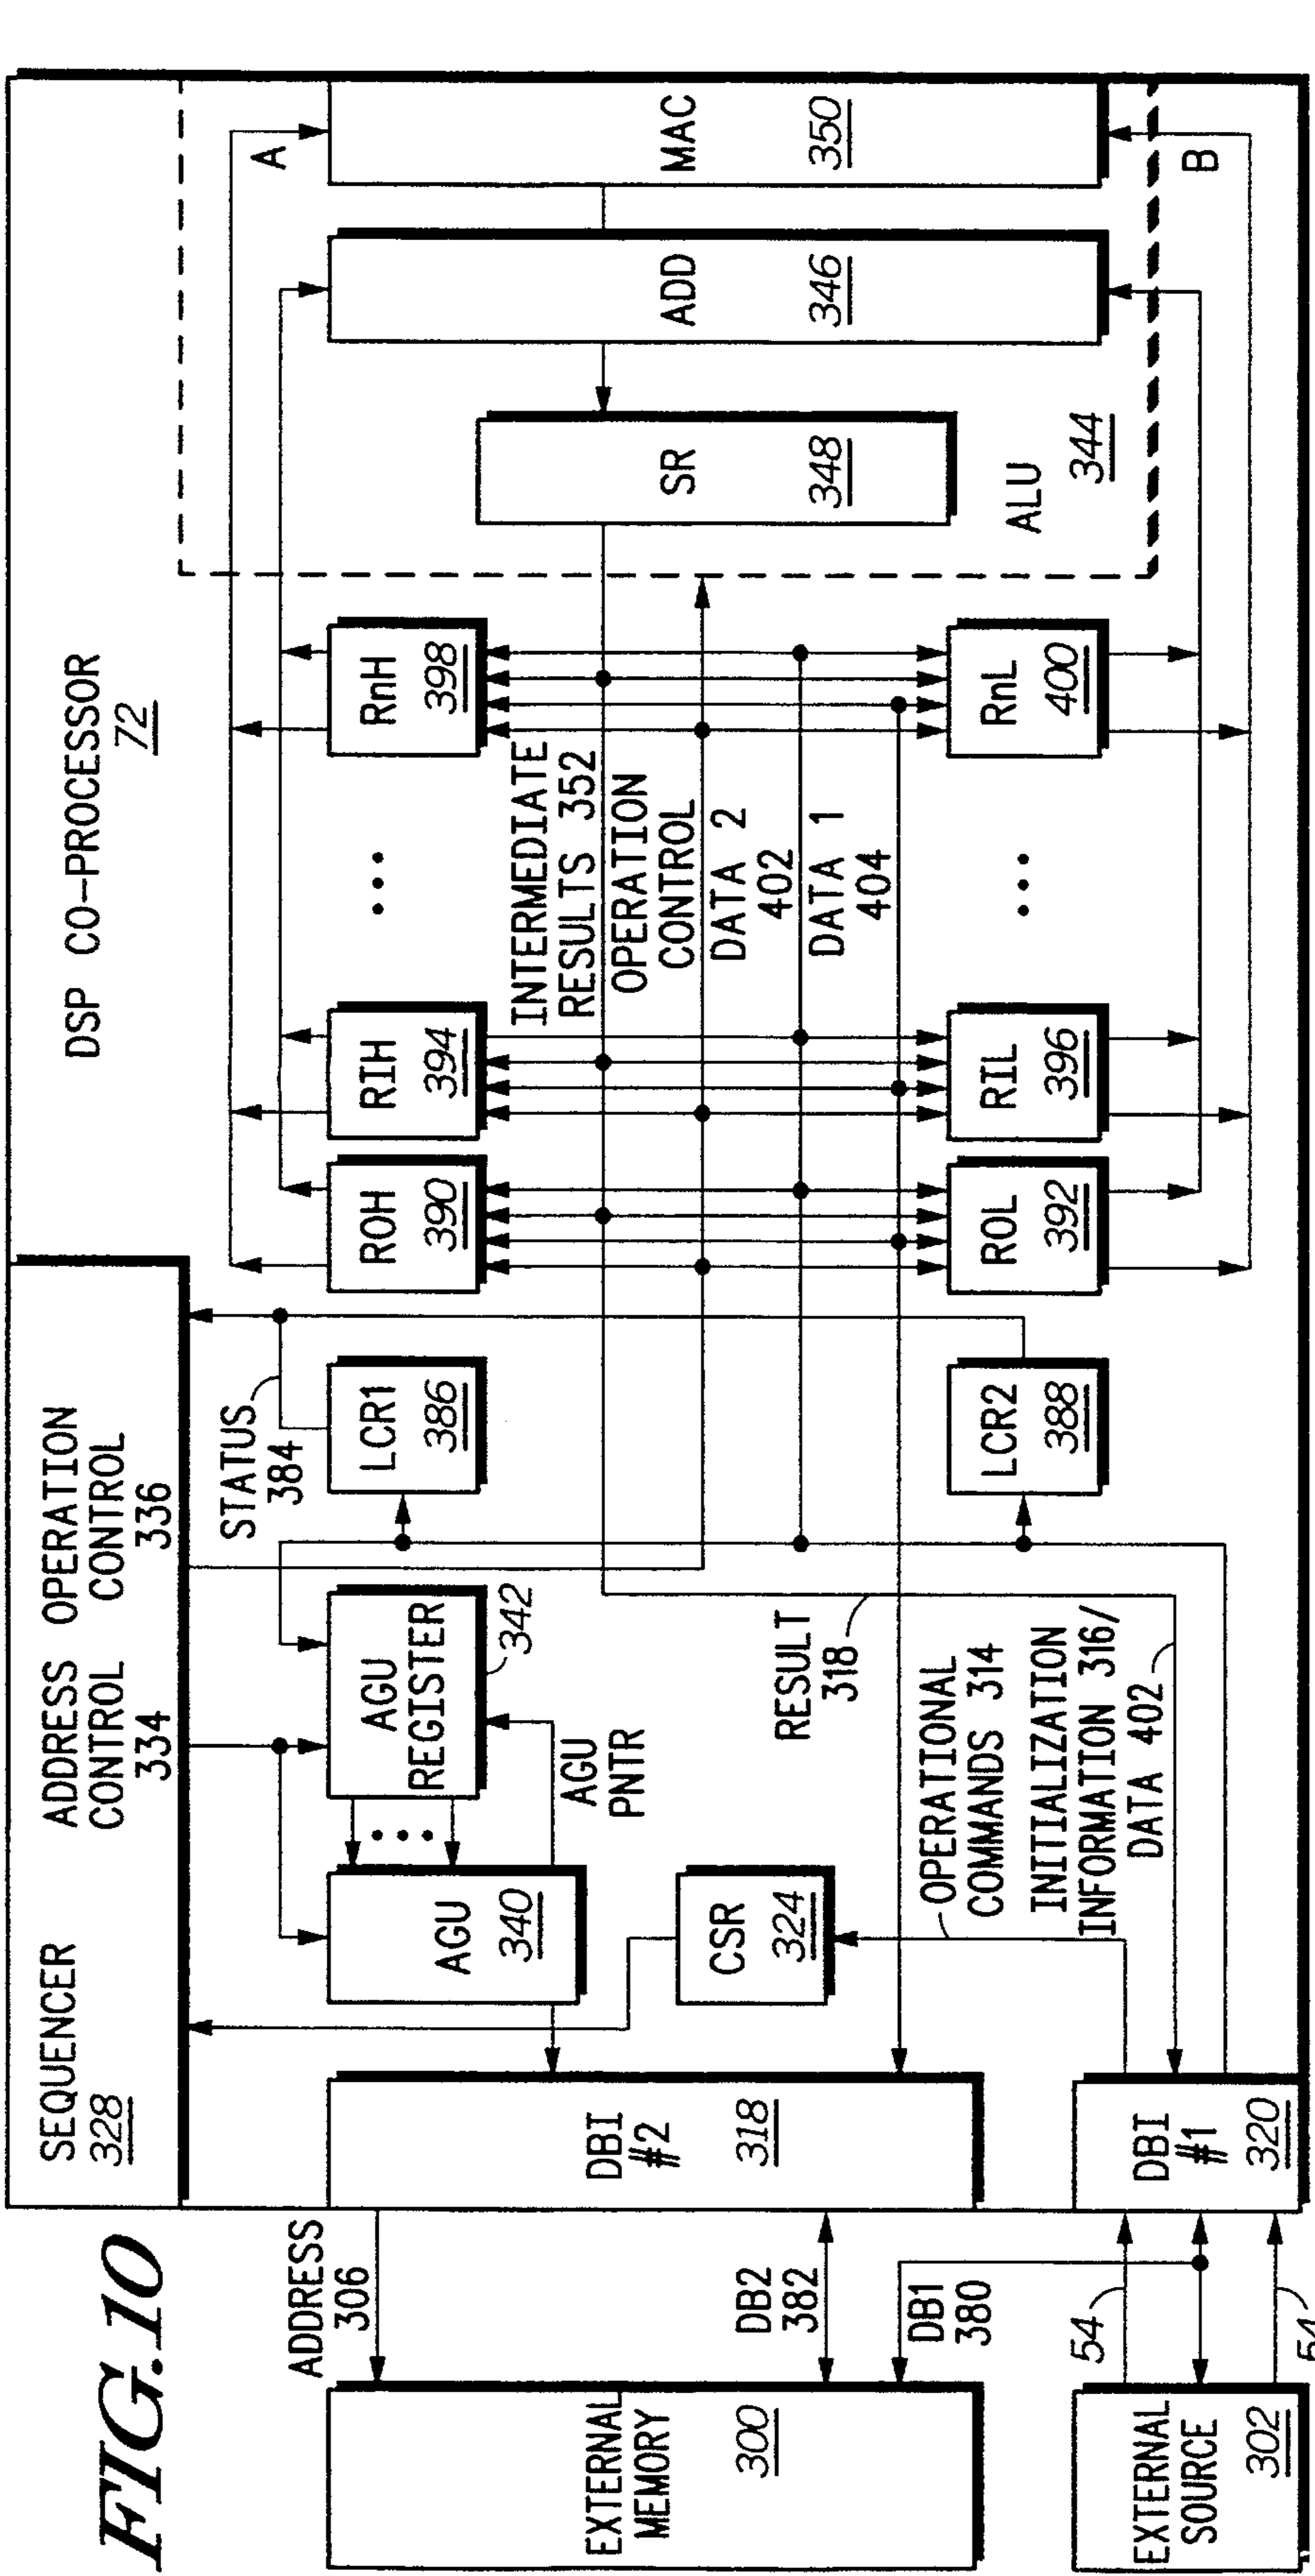 FIG.10
DSP CO-PROCESSOR
72
SEQUENCER
328
ADDRESS
CONTROL
334
OPERATION
CONTROL
336
ADDRESS
306
DB2
382
DB1
380
54
54
EXTERNAL
MEMORY
300
EXTERNAL
SOURCE
302
DBI
#2
318
DBI
#1
320
AGU
340
AGU
REGISTER
342
AGU
PNTR
CSR
324
STATUS
384
LCR1
386
LCR2
388
RESULT
318
OPERATIONAL
COMMANDS 314
INITIALIZATION
INFORMATION 316/
DATA 402
ROH
390
RIH
394
...
RnH
398
INTERMEDIATE
RESULTS 352
OPERATION
CONTROL
DATA 2
402
DATA 1
404
ROL
392
RIL
396
...
RnL
400
SR
348
ADD
346
MAC
350
ALU
344
A
B